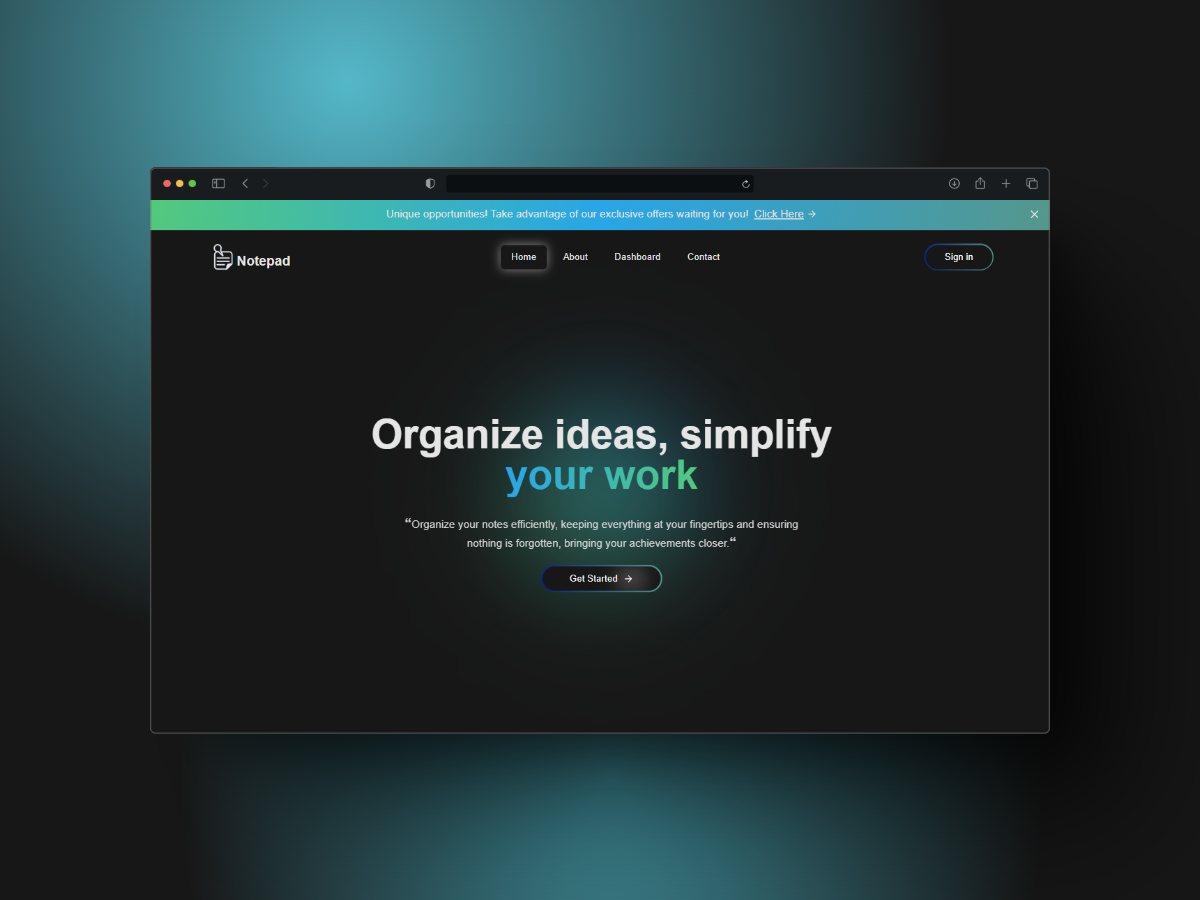 Unique opportunities! Take advantage of our exclusive offers waiting for you! Click Here →
Notepad
Home
About
Dashboard
Contact
Sign in
Organize ideas, simplify
your work
❝Organize your notes efficiently, keeping everything at your fingertips and ensuring
nothing is forgotten, bringing your achievements closer.❝
Get Started →